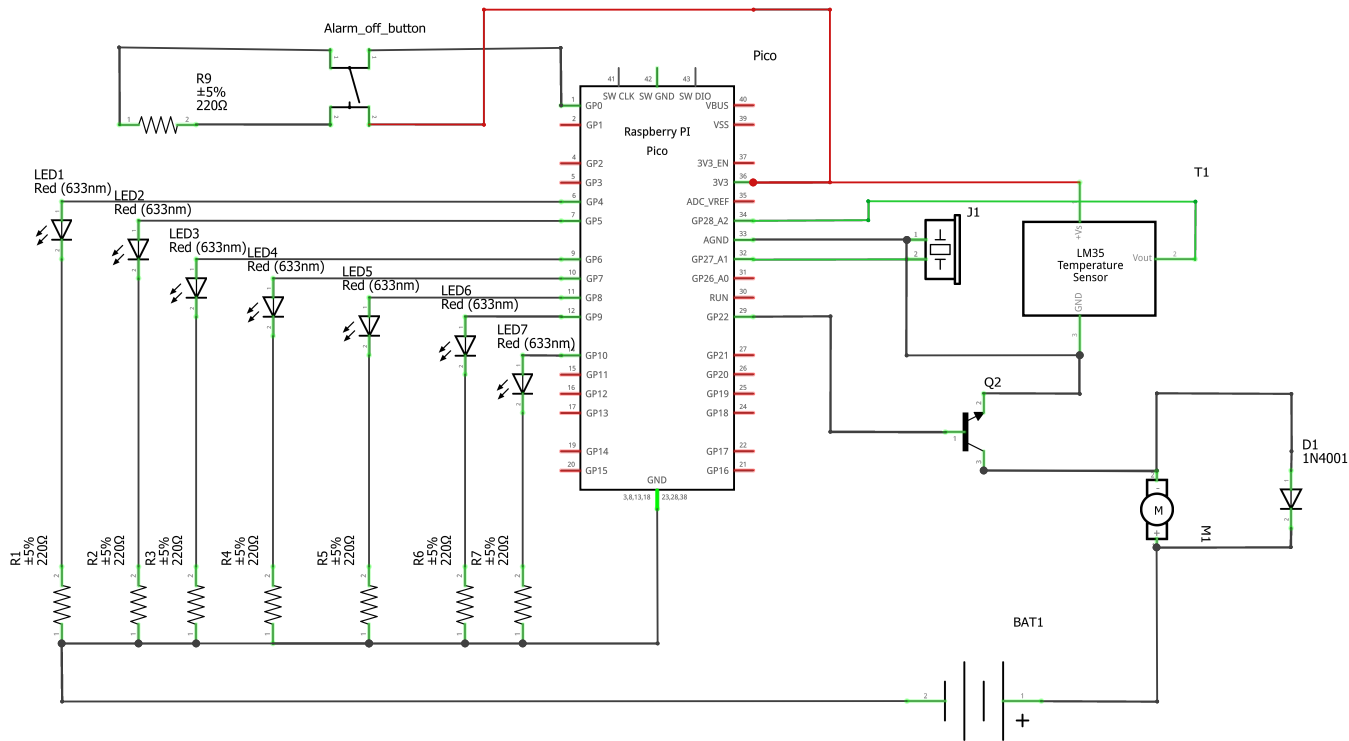 Alarm_off_button
R9
±5%
220Ω
1
2
1
1
2
2
Pico
41
42
43
SW CLK
SW GND
SW DIO
Raspberry PI
Pico
1 GP0
2 GP1
4 GP2
5 GP3
6 GP4
7 GP5
9 GP6
10 GP7
11 GP8
12 GP9
GP10
15 GP11
16 GP12
17 GP13
19 GP14
20 GP15
VBUS 40
VSS 39
3V3_EN 37
3V3 36
ADC_VREF 35
GP28_A2 34
AGND 33
GP27_A1 32
GP26_A0 31
RUN 30
GP22 29
GP21 27
GP20 26
GP19 25
GP18 24
GP17 22
GP16 21
GND
3,8,13,18
23,28,38
LED1
Red (633nm)
LED2
Red (633nm)
LED3
Red (633nm)
LED4
Red (633nm)
LED5
Red (633nm)
LED6
Red (633nm)
LED7
Red (633nm)
R1
±5%
220Ω
R2
±5%
220Ω
R3
±5%
220Ω
R4
±5%
220Ω
R5
±5%
220Ω
R6
±5%
220Ω
R7
±5%
220Ω
J1
1
2
T1
+Vs
LM35
Temperature
Sensor
Vout
2
GND
3
Q2
2
1
3
D1
1N4001
1
2
M
-
+
M1
BAT1
2
1
+